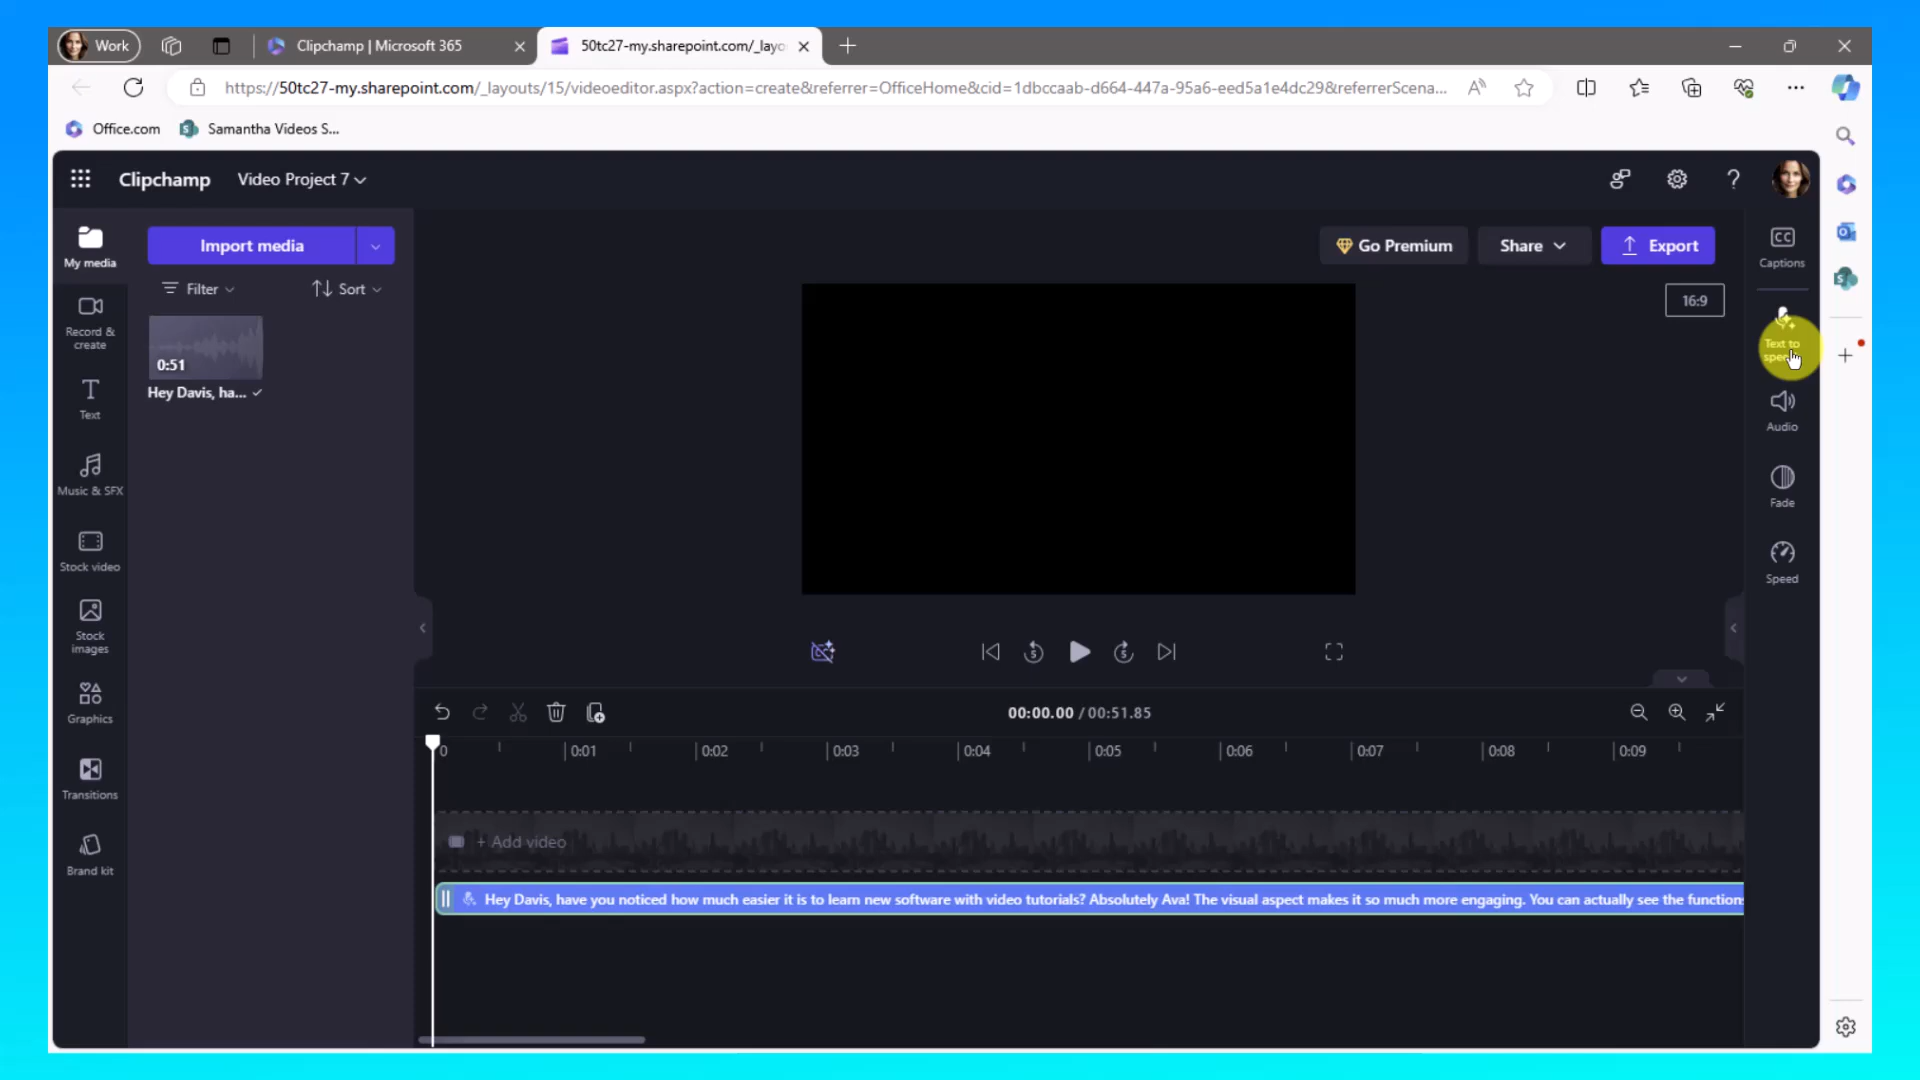 Work
Clipchamp | Microsoft 365
50tc27-my.sharepoint.com/_layo
https://50tc27-my.sharepoint.com/_layouts/15/videoeditor.aspx?action=create&referrer=OfficeHome&cid=1dbccaab-d664-447a-95a6-eed5a1e4dc29&referrerScena...
Office.com
Samantha Videos S...
Clipchamp
Video Project 7
My media
Import media
Go Premium
Share
Export
Captions
Filter
Sort
16:9
Record &
create
0:51
Hey Davis, ha...
Text to
speech
Text
Audio
Music & SFX
Fade
Stock video
Speed
Stock
images
5
5
Graphics
00:00.00 / 00:51.85
0
0:01
0:02
0:03
0:04
0:05
0:06
0:07
0:08
0:09
Transitions
+ Add video
Brand kit
Hey Davis, have you noticed how much easier it is to learn new software with video tutorials? Absolutely Ava! The visual aspect makes it so much more engaging. You can actually see the function